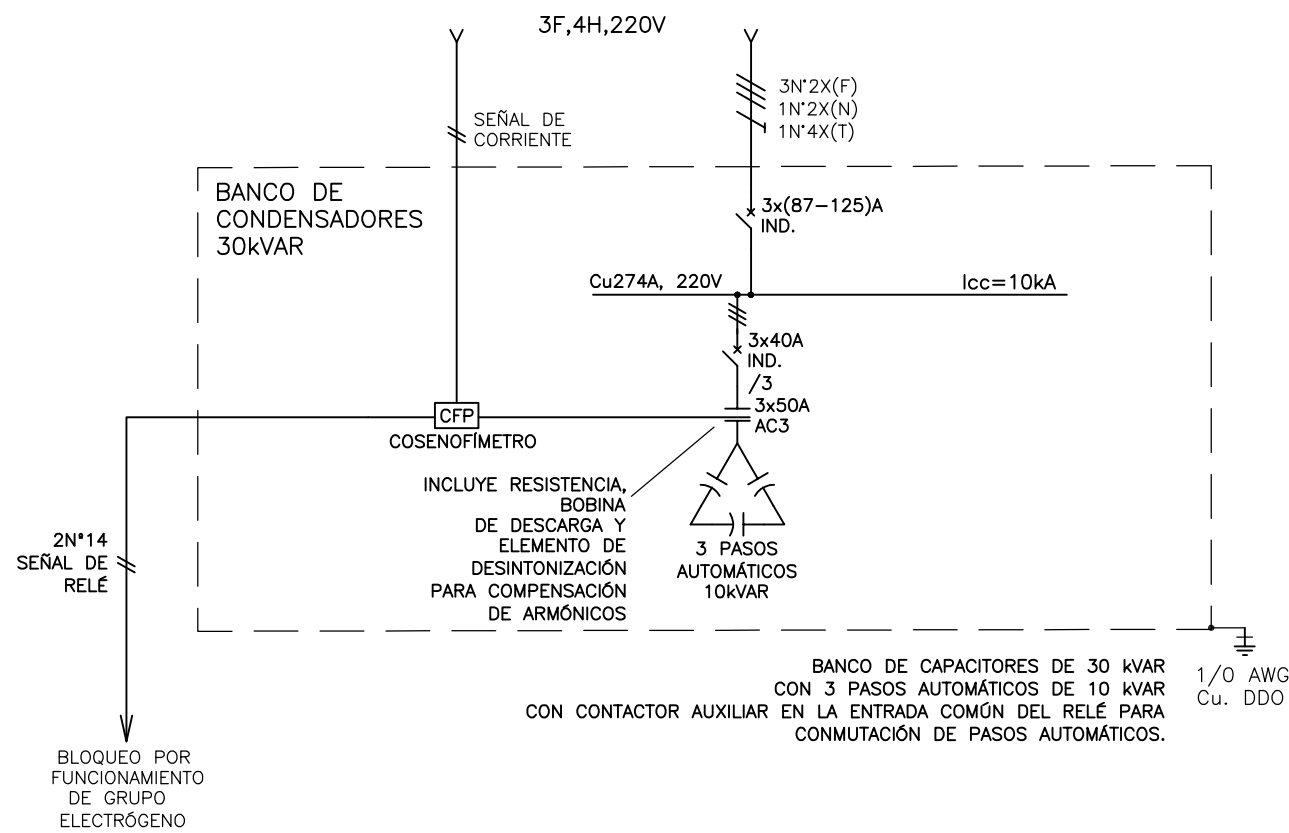 3F,4H,220V
3N°2X(F)
1N°2X(N)
1N°4X(T)
SEÑAL DE
CORRIENTE
BANCO DE
CONDENSADORES
30kVAR
3x(87-125)A
IND.
Cu274A, 220V
Icc=10kA
3x40A
IND.
/3
3x50A
AC3
CFP
COSENOFÍMETRO
INCLUYE RESISTENCIA,
BOBINA
DE DESCARGA Y
ELEMENTO DE
DESINTONIZACIÓN
PARA COMPENSACIÓN
DE ARMÓNICOS
3 PASOS
AUTOMÁTICOS
10kVAR
2N°14
SEÑAL DE
RELÉ
BANCO DE CAPACITORES DE 30 kVAR
CON 3 PASOS AUTOMÁTICOS DE 10 kVAR
CON CONTACTOR AUXILIAR EN LA ENTRADA COMÚN DEL RELÉ PARA
CONMUTACIÓN DE PASOS AUTOMÁTICOS.
1/0 AWG
Cu. DDO
BLOQUEO POR
FUNCIONAMIENTO
DE GRUPO
ELECTRÓGENO